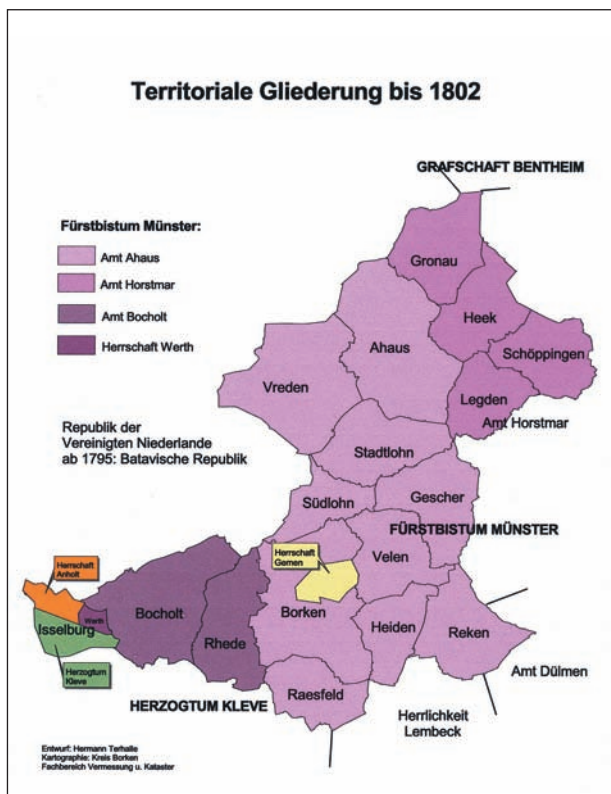 Territoriale Gliederung bis 1802
GRAFSCHAFT BENTHEIM
Fürstbistum Münster:
Amt Ahaus
Amt Horstmar
Amt Bocholt
Herrschaft Werth
Gronau
Heek
Ahaus
Schöppingen
Vreden
Legden
Amt Horstmar
Republik der
Vereinigten Niederlande
ab 1795: Batavische Republik
Stadtlohn
Südlohn
Gescher
FÜRSTBISTUM MÜNSTER
Herrschaft
Gemen
Velen
Herrschaft
Anholt
Bocholt
Werth
Isselburg
Rhede
Borken
Heiden
Reken
Herzogtum
Kleve
Amt Dülmen
Raesfeld
HERZOGTUM KLEVE
Herrlichkeit
Lembeck
Entwurf: Hermann Terhalle
Kartographie: Kreis Borken
Fachbereich Vermessung u. Kataster